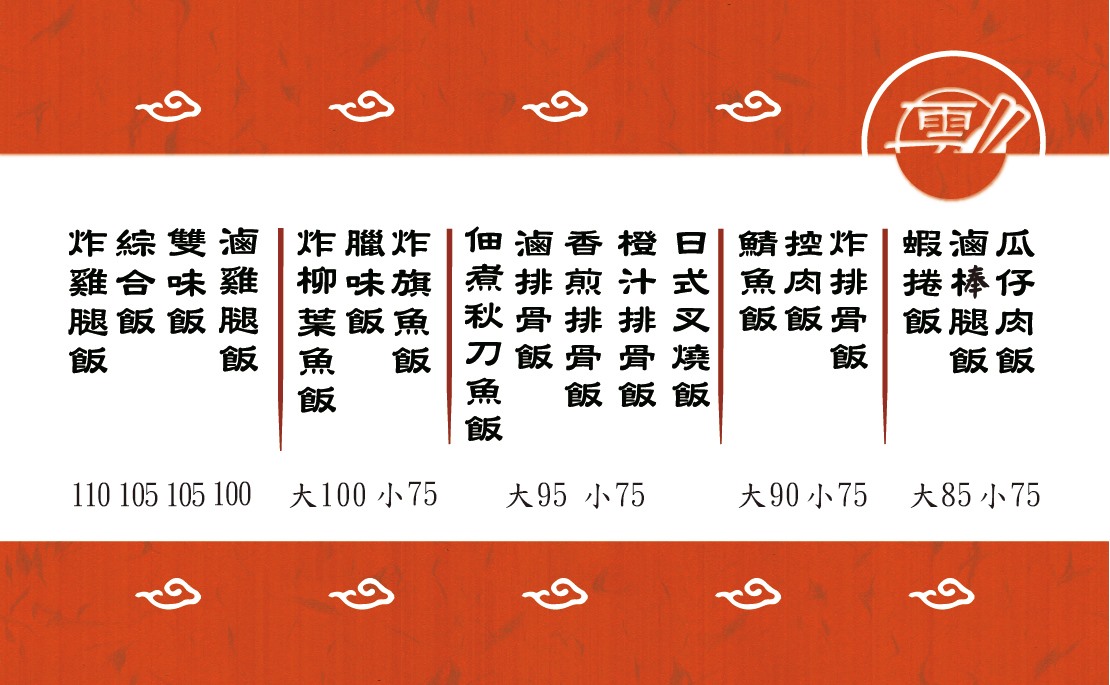 雲
瓜仔肉飯
滷棒腿飯
蝦捲飯
大85 小75
炸排骨飯
控肉飯
鯖魚飯
大90 小75
日式叉燒飯
橙汁排骨飯
香煎排骨飯
滷排骨飯
佃煮秋刀魚飯
大95 小75
炸旗魚飯
臘味飯
炸柳葉魚飯
大100 小75
滷雞腿飯
雙味飯
綜合飯
炸雞腿飯
110 105 105 100